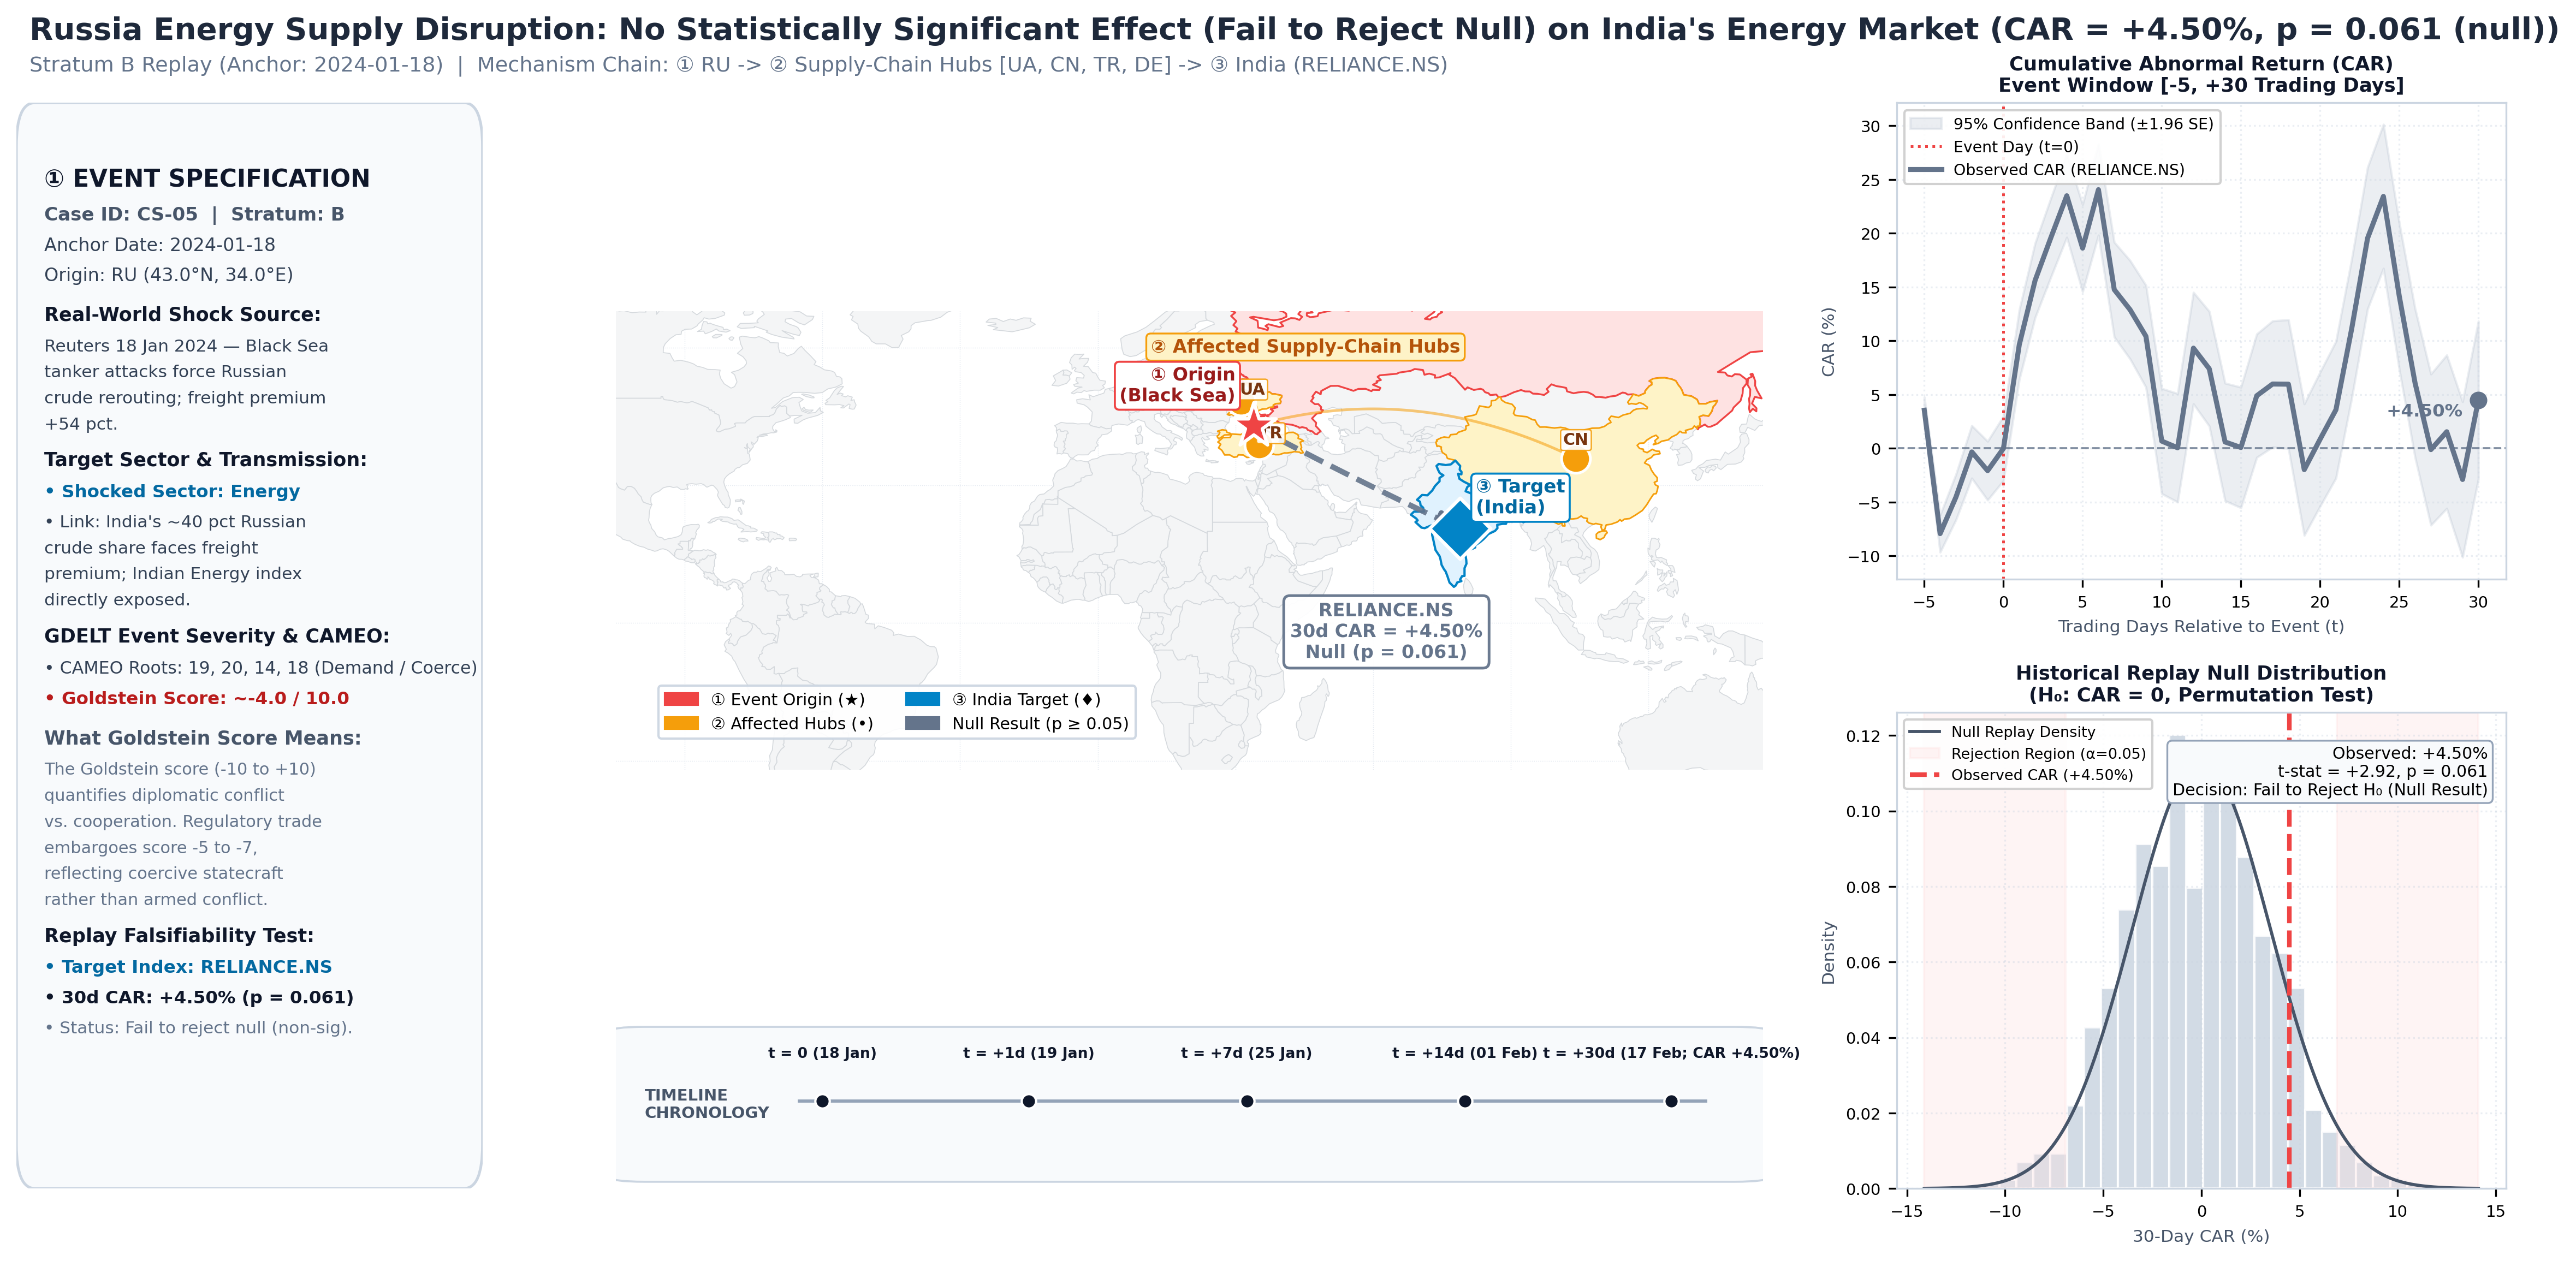 Russia Energy Supply Disruption: No Statistically Significant Effect (Fail to Reject Null) on India's Energy Market (CAR = +4.50%, p = 0.061 (null))
Stratum B Replay (Anchor: 2024-01-18) | Mechanism Chain: ① RU -> ② Supply-Chain Hubs [UA, CN, TR, DE] -> ③ India (RELIANCE.NS)
① EVENT SPECIFICATION
Case ID: CS-05 | Stratum: B
Anchor Date: 2024-01-18
Origin: RU (43.0°N, 34.0°E)
Real-World Shock Source:
Reuters 18 Jan 2024 — Black Sea
tanker attacks force Russian
crude rerouting; freight premium
+54 pct.
Target Sector & Transmission:
• Shocked Sector: Energy
• Link: India's ~40 pct Russian
crude share faces freight
premium; Indian Energy index
directly exposed.
GDELT Event Severity & CAMEO:
• CAMEO Roots: 19, 20, 14, 18 (Demand / Coerce)
• Goldstein Score: ~-4.0 / 10.0
What Goldstein Score Means:
The Goldstein score (-10 to +10)
quantifies diplomatic conflict
vs. cooperation. Regulatory trade
embargoes score -5 to -7,
reflecting coercive statecraft
rather than armed conflict.
Replay Falsifiability Test:
• Target Index: RELIANCE.NS
• 30d CAR: +4.50% (p = 0.061)
• Status: Fail to reject null (non-sig).
② Affected Supply-Chain Hubs
① Origin
(Black Sea)
UA
TR
CN
③ Target
(India)
RELIANCE.NS
30d CAR = +4.50%
Null (p = 0.061)
① Event Origin (★)
② Affected Hubs (•)
③ India Target (♦)
Null Result (p ≥ 0.05)
t = 0 (18 Jan)
t = +1d (19 Jan)
t = +7d (25 Jan)
t = +14d (01 Feb)
t = +30d (17 Feb; CAR +4.50%)
TIMELINE
CHRONOLOGY
Cumulative Abnormal Return (CAR)
Event Window [-5, +30 Trading Days]
95% Confidence Band (±1.96 SE)
Event Day (t=0)
Observed CAR (RELIANCE.NS)
CAR (%)
30
25
20
15
10
5
0
−5
−10
+4.50%
−5 0 5 10 15 20 25 30
Trading Days Relative to Event (t)
Historical Replay Null Distribution
(H₀: CAR = 0, Permutation Test)
Null Replay Density
Rejection Region (α=0.05)
Observed CAR (+4.50%)
Observed: +4.50%
t-stat = +2.92, p = 0.061
Decision: Fail to Reject H₀ (Null Result)
Density
0.12
0.10
0.08
0.06
0.04
0.02
0.00
−15 −10 −5 0 5 10 15
30-Day CAR (%)